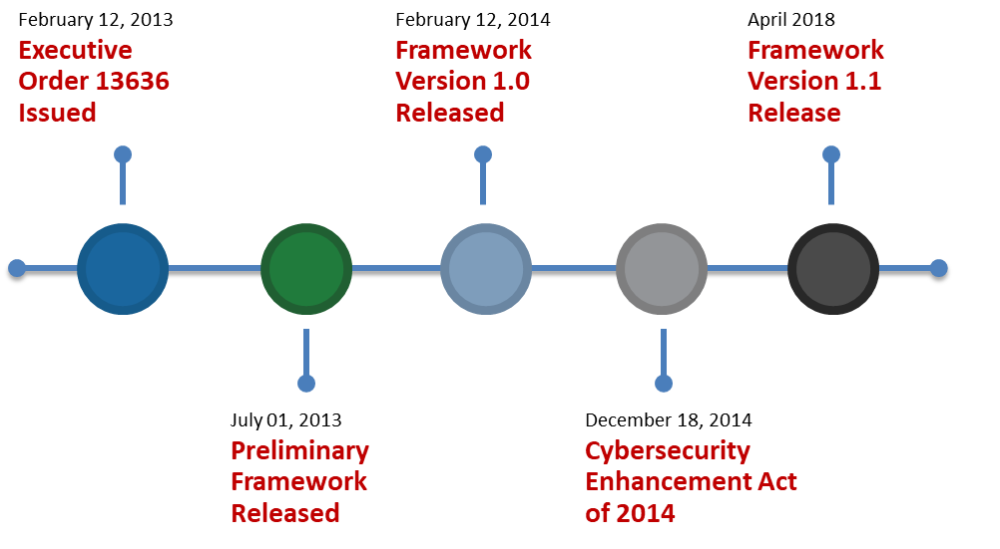 February 12, 2013
Executive
Order 13636
Issued
July 01, 2013
Preliminary
Framework
Released
February 12, 2014
Framework
Version 1.0
Released
December 18, 2014
Cybersecurity
Enhancement Act
of 2014
April 2018
Framework
Version 1.1
Release